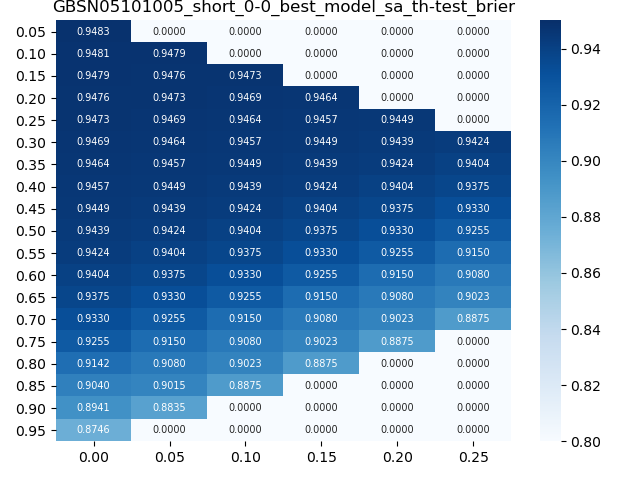 GBSN05101005_short_0-0_best_model_sa_th-test_brier
0.05 0.9483 0.0000 0.0000 0.0000 0.0000 0.0000
0.10 0.9481 0.9479 0.0000 0.0000 0.0000 0.0000
0.15 0.9479 0.9476 0.9473 0.0000 0.0000 0.0000
0.20 0.9476 0.9473 0.9469 0.9464 0.0000 0.0000
0.25 0.9473 0.9469 0.9464 0.9457 0.9449 0.0000
0.30 0.9469 0.9464 0.9457 0.9449 0.9439 0.9424
0.35 0.9464 0.9457 0.9449 0.9439 0.9424 0.9404
0.40 0.9457 0.9449 0.9439 0.9424 0.9404 0.9375
0.45 0.9449 0.9439 0.9424 0.9404 0.9375 0.9330
0.50 0.9439 0.9424 0.9404 0.9375 0.9330 0.9255
0.55 0.9424 0.9404 0.9375 0.9330 0.9255 0.9150
0.60 0.9404 0.9375 0.9330 0.9255 0.9150 0.9080
0.65 0.9375 0.9330 0.9255 0.9150 0.9080 0.9023
0.70 0.9330 0.9255 0.9150 0.9080 0.9023 0.8875
0.75 0.9255 0.9150 0.9080 0.9023 0.8875 0.0000
0.80 0.9142 0.9080 0.9023 0.8875 0.0000 0.0000
0.85 0.9040 0.9015 0.8875 0.0000 0.0000 0.0000
0.90 0.8941 0.8835 0.0000 0.0000 0.0000 0.0000
0.95 0.8746 0.0000 0.0000 0.0000 0.0000 0.0000
0.00 0.05 0.10 0.15 0.20 0.25
0.94
0.92
0.90
0.88
0.86
0.84
0.82
0.80